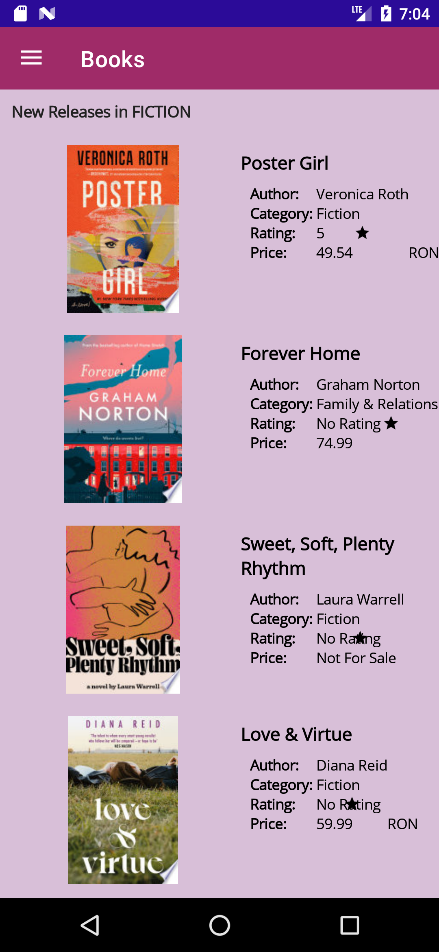 LTE 7:04
Books
New Releases in FICTION
VERONICA ROTH
POSTER
GIRL
Poster Girl
Author: Veronica Roth
Category: Fiction
Rating: 5 ★
Price: 49.54 RON
Forever Home
GRAHAM
NORTON
Forever Home
Author: Graham Norton
Category: Family & Relations
Rating: No Rating ★
Price: 74.99
Sweet, Soft,
Plenty Rhythm
a novel by Laura Warrell
Sweet, Soft, Plenty
Rhythm
Author: Laura Warrell
Category: Fiction
Rating: No Rating ★
Price: Not For Sale
DIANA REID
love
&
virtue
Love & Virtue
Author: Diana Reid
Category: Fiction
Rating: No Rating ★
Price: 59.99 RON